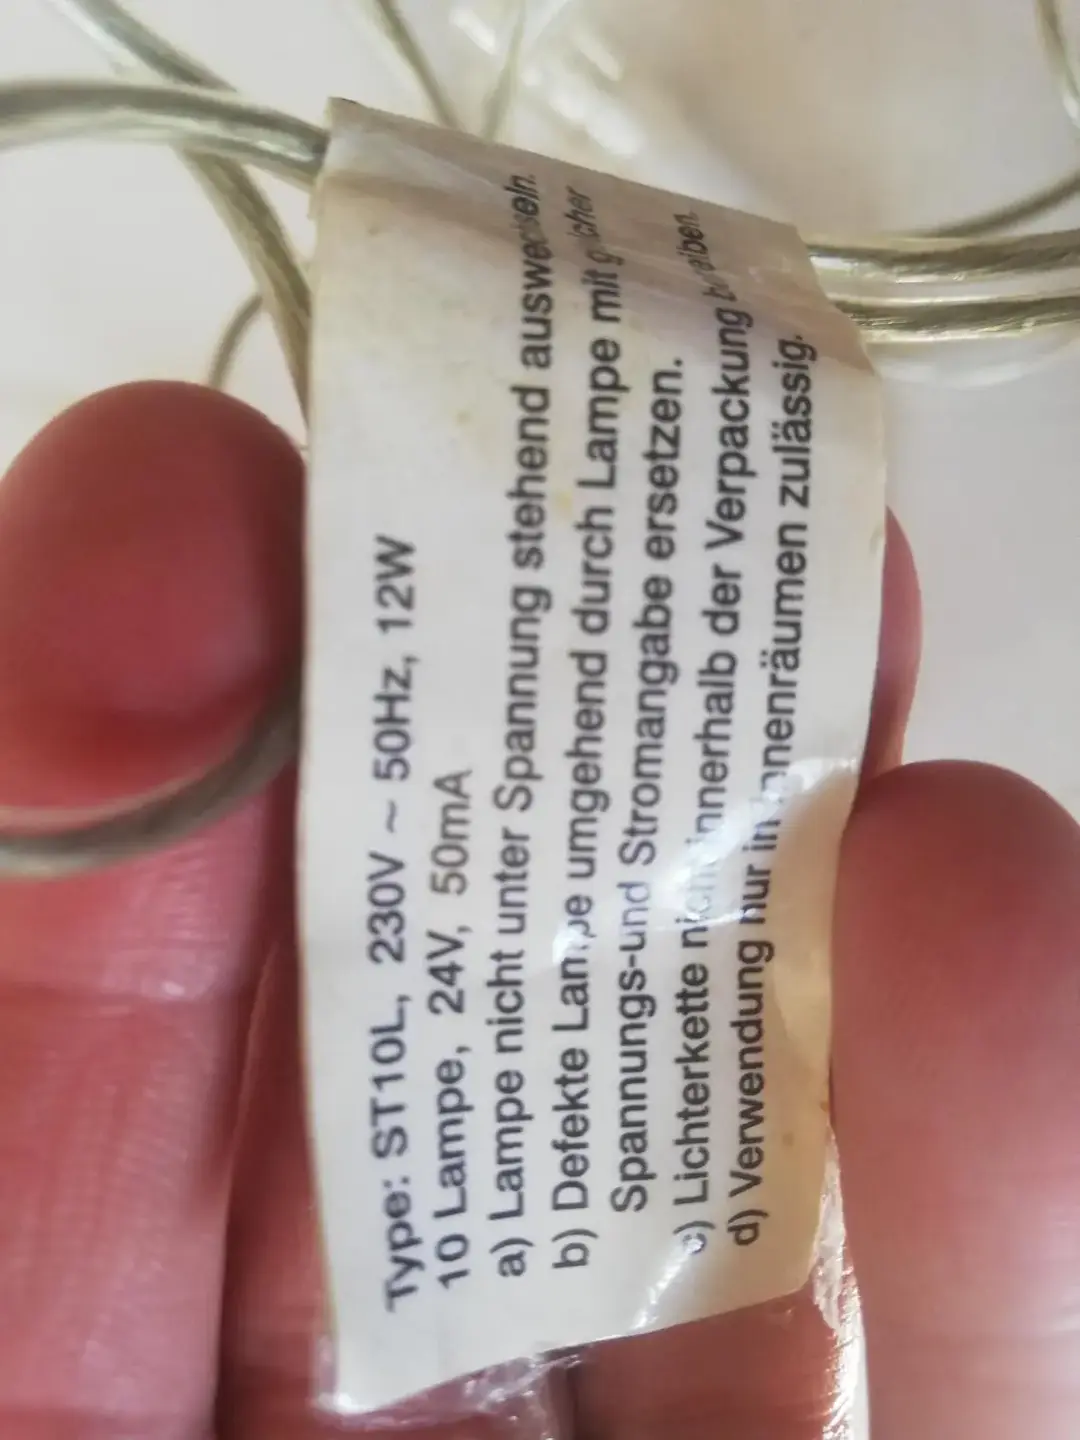 Type: ST10L, 230V ~ 50Hz, 12W
10 Lampe, 24V, 50mA
a) Lampe nicht unter Spannung stehend auswechseln.
b) Defekte Lampe umgehend durch Lampe mit gleicher
Spannungs-und Stromangabe ersetzen.
c) Lichterkette nicht innerhalb der Verpackung betreiben.
d) Verwendung nur in Innenräumen zulässig.